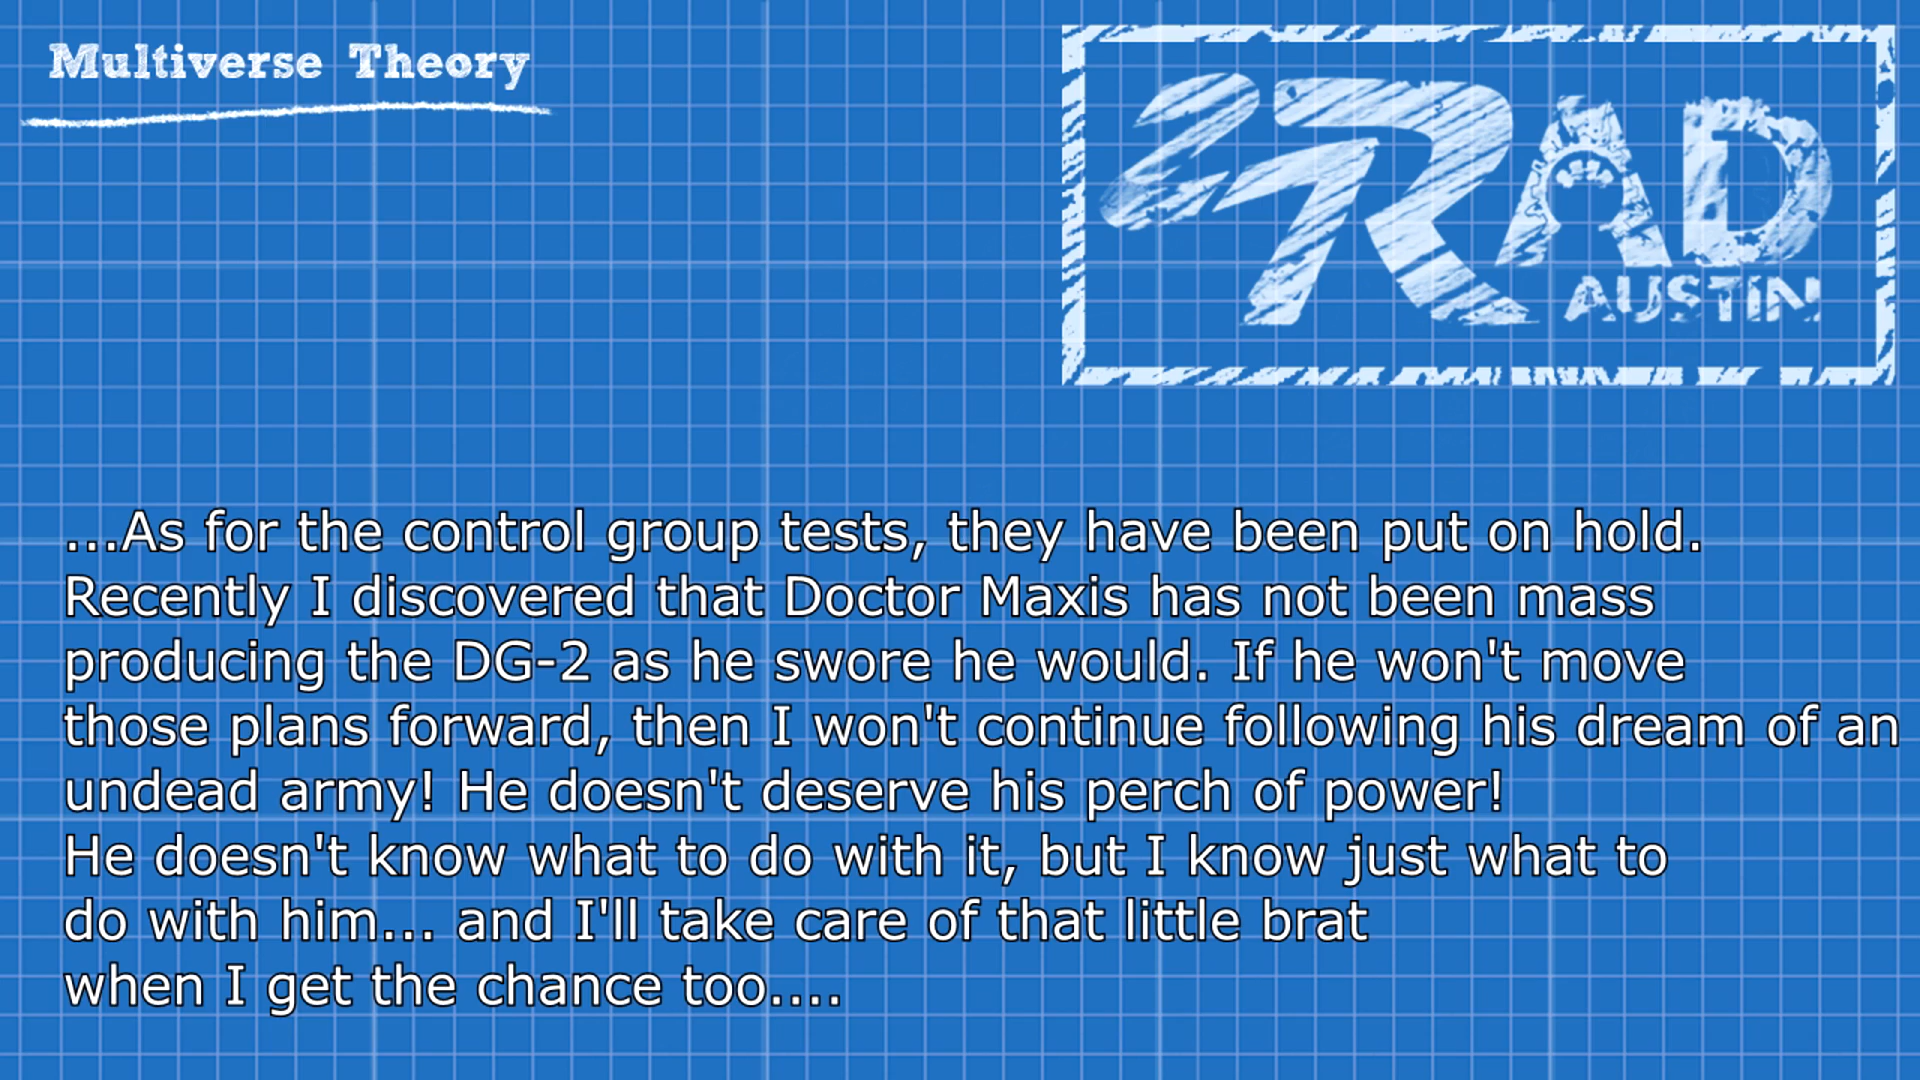 Multiverse Theory
RAD
AUSTIN
...As for the control group tests, they have been put on hold.
Recently I discovered that Doctor Maxis has not been mass
producing the DG-2 as he swore he would. If he won't move
those plans forward, then I won't continue following his dream of an
undead army! He doesn't deserve his perch of power!
He doesn't know what to do with it, but I know just what to
do with him... and I'll take care of that little brat
when I get the chance too....